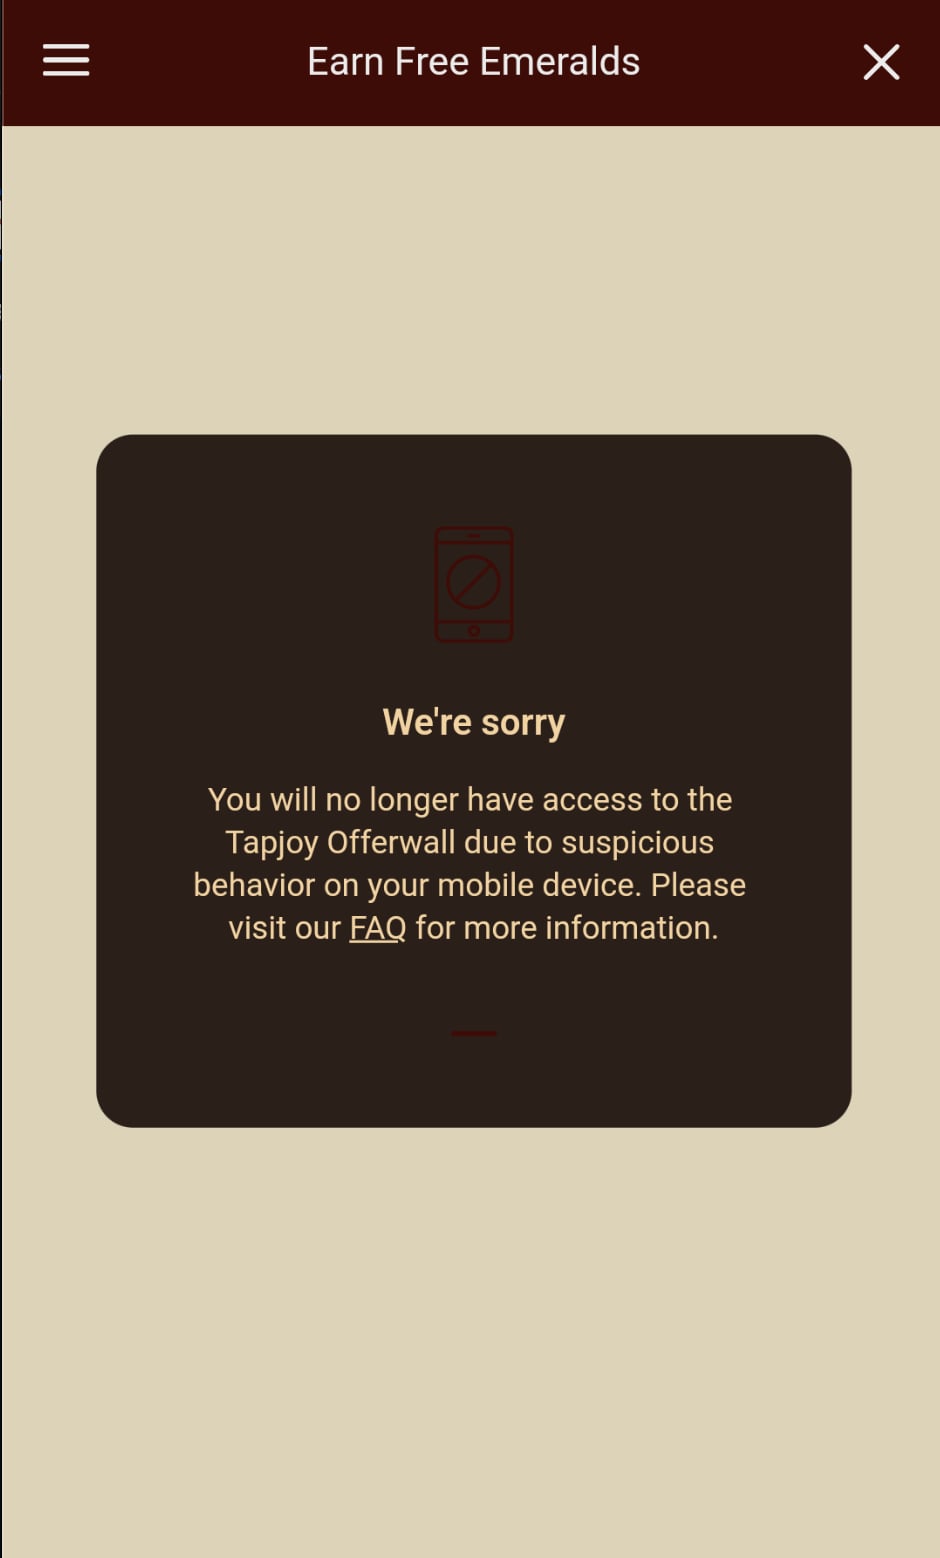 Earn Free Emeralds
We're sorry
You will no longer have access to the
Tapjoy Offerwall due to suspicious
behavior on your mobile device. Please
visit our FAQ for more information.